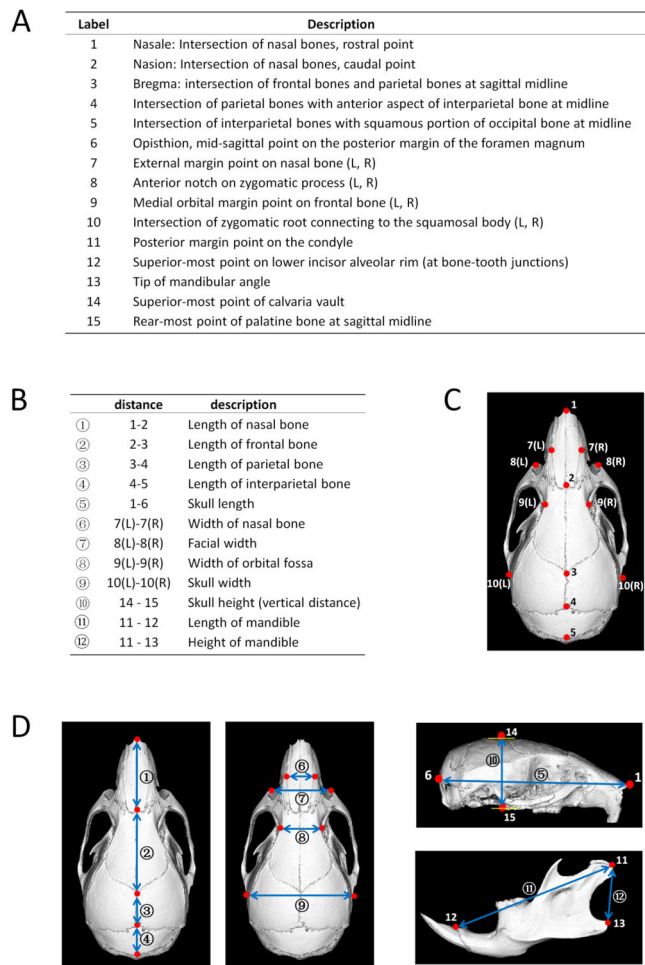 A
Label Description
1 Nasale: Intersection of nasal bones, rostral point
2 Nasion: Intersection of nasal bones, caudal point
3 Bregma: intersection of frontal bones and parietal bones at sagittal midline
4 Intersection of parietal bones with anterior aspect of interparietal bone at midline
5 Intersection of interparietal bones with squamous portion of occipital bone at midline
6 Opisthion, mid-sagittal point on the posterior margin of the foramen magnum
7 External margin point on nasal bone (L, R)
8 Anterior notch on zygomatic process (L, R)
9 Medial orbital margin point on frontal bone (L, R)
10 Intersection of zygomatic root connecting to the squamosal body (L, R)
11 Posterior margin point on the condyle
12 Superior-most point on lower incisor alveolar rim (at bone-tooth junctions)
13 Tip of mandibular angle
14 Superior-most point of calvaria vault
15 Rear-most point of palatine bone at sagittal midline
B
distance description
① 1-2 Length of nasal bone
② 2-3 Length of frontal bone
③ 3-4 Length of parietal bone
④ 4-5 Length of interparietal bone
⑤ 1-6 Skull length
⑥ 7(L)-7(R) Width of nasal bone
⑦ 8(L)-8(R) Facial width
⑧ 9(L)-9(R) Width of orbital fossa
⑨ 10(L)-10(R) Skull width
⑩ 14 - 15 Skull height (vertical distance)
⑪ 11 - 12 Length of mandible
⑫ 11 - 13 Height of mandible
C
1
7(L) 7(R)
8(L) 8(R)
2
9(L) 9(R)
3
10(L) 10(R)
4
5
D
①
②
③
④
⑥
⑦
⑧
⑨
14
⑩
6 ⑤ 1
15
11
⑪ ⑫
12 13